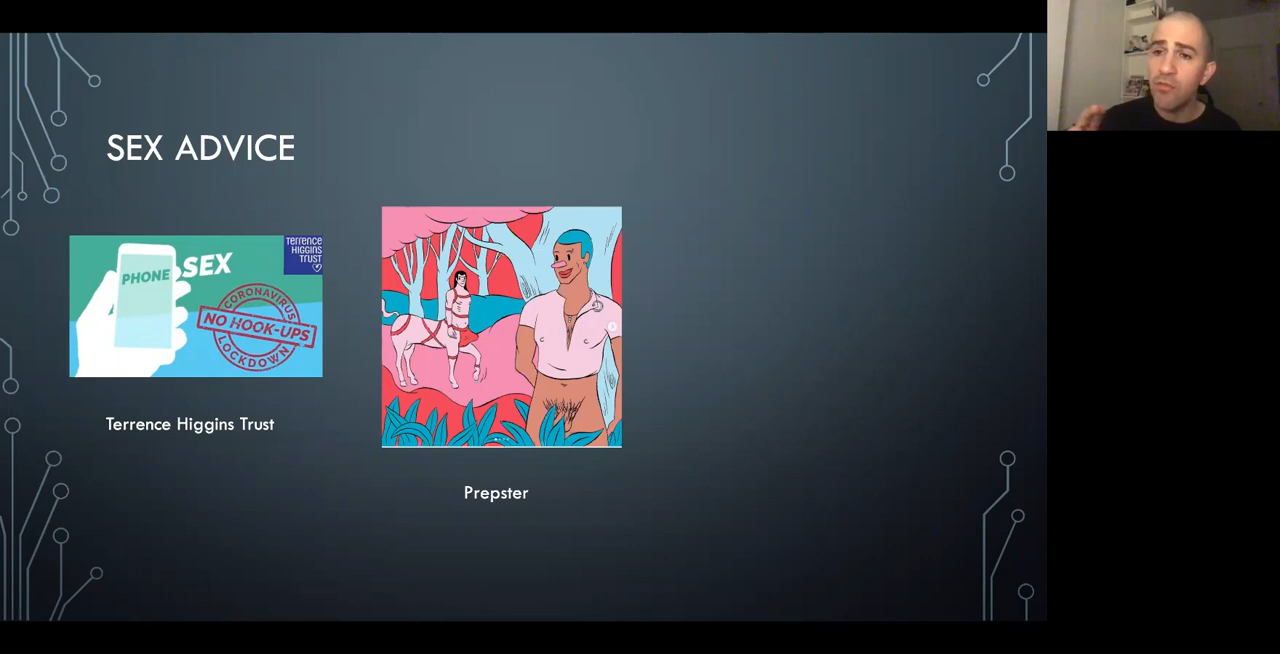 SEX ADVICE
PHONE SEX
TERRENCE
HIGGINS
TRUST
CORONAVIRUS
NO HOOK-UPS
LOCKDOWN
Terrence Higgins Trust
Prepster